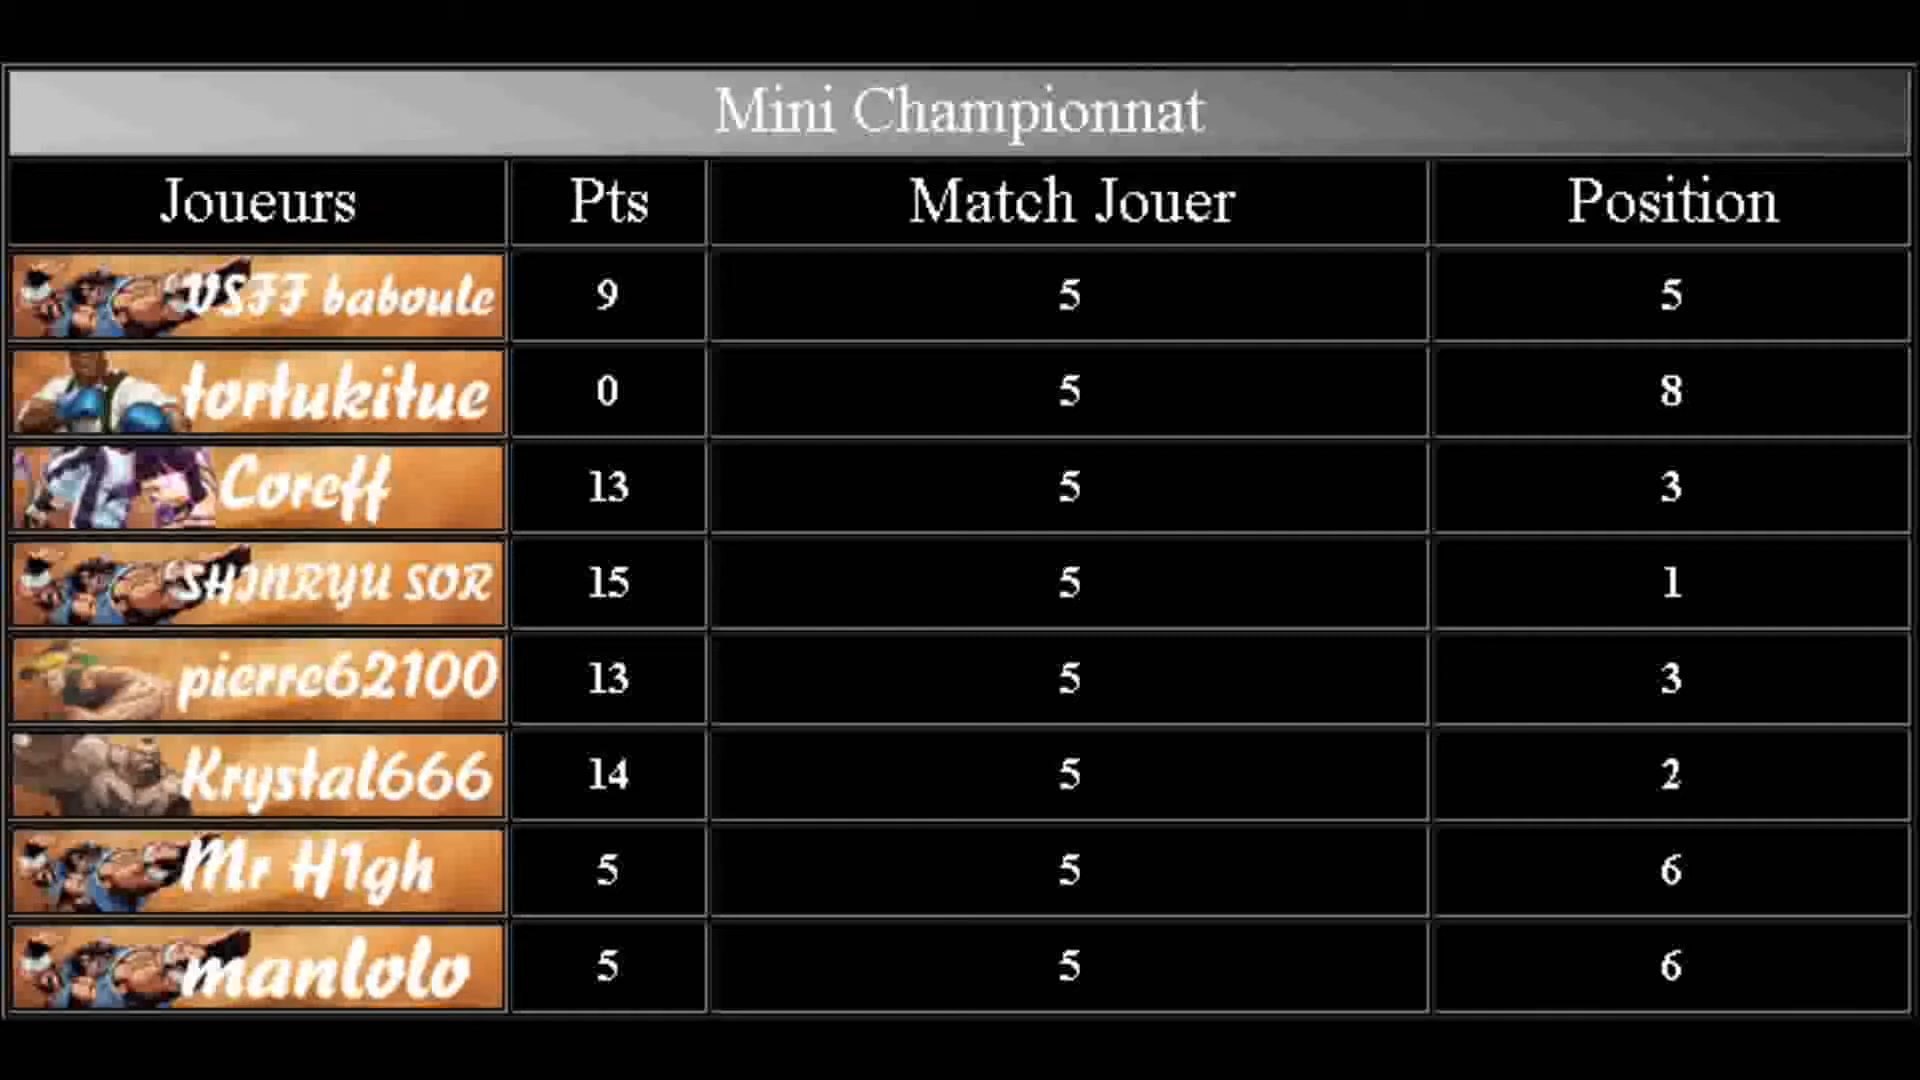 Mini Championnat
Joueurs Pts Match Jouer Position
VSFF baboule 9 5 5
tortukitue 0 5 8
Coreff 13 5 3
SHINRYU SOR 15 5 1
pierre62100 13 5 3
Krystal666 14 5 2
Mr H1gh 5 5 6
manlolo 5 5 6